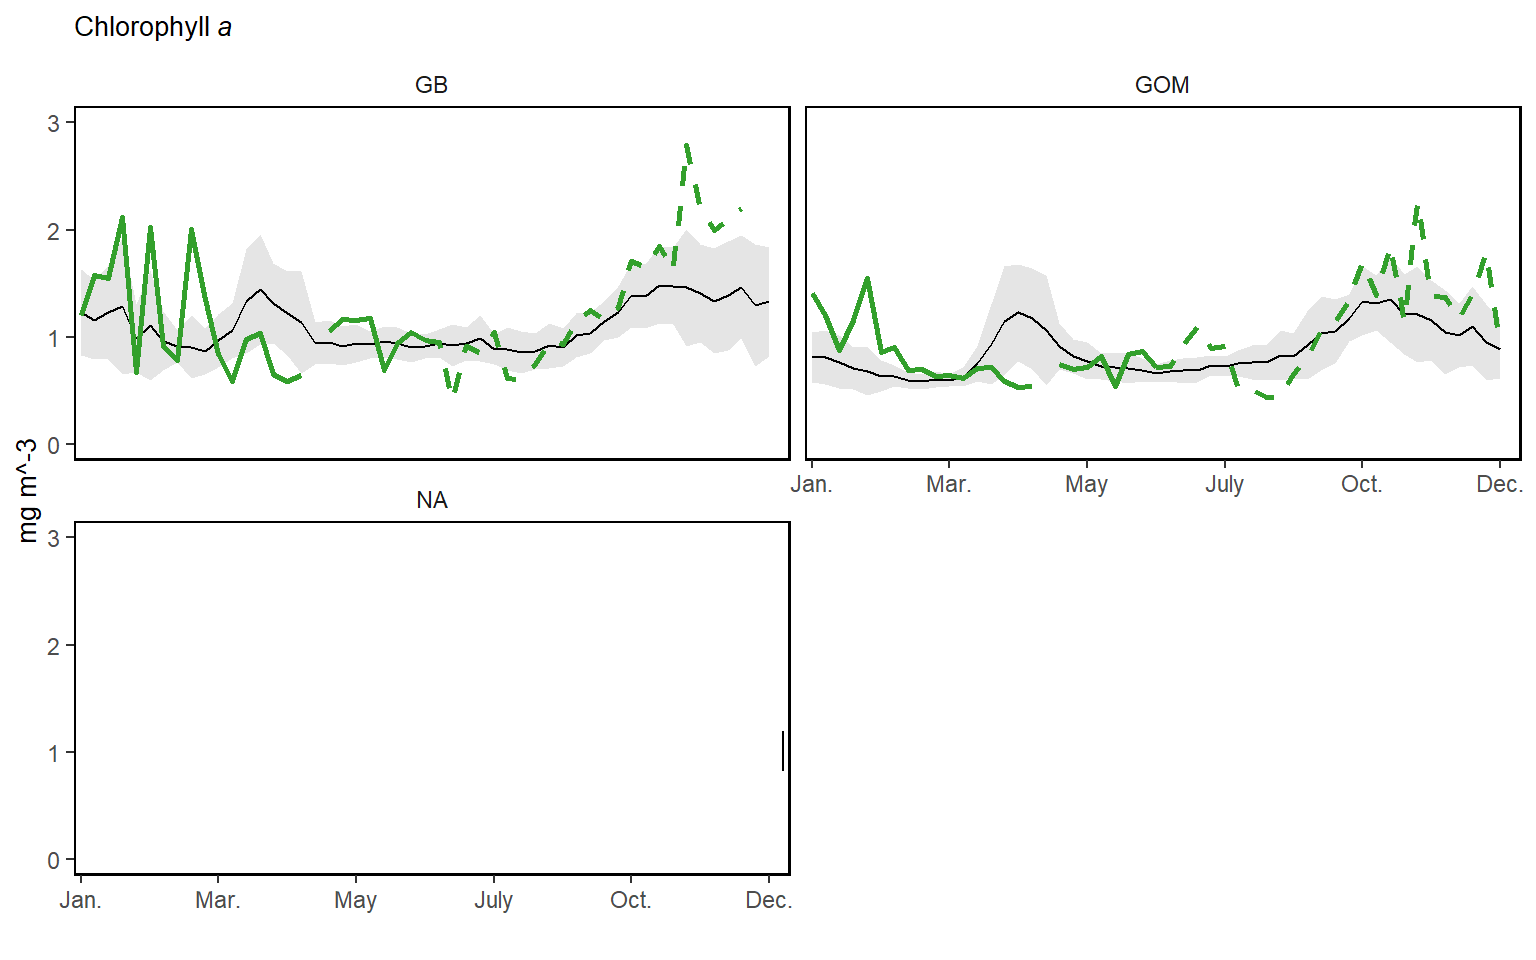 Chlorophyll a
GB
GOM
3
2
1
0
Jan.
Mar.
May
July
Oct.
Dec.
mg m^-3
NA
3
2
1
0
Jan.
Mar.
May
July
Oct.
Dec.